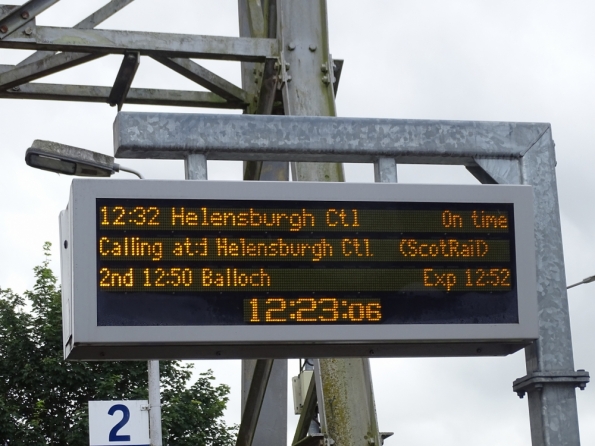 12:32 Helensburgh Ctl On time
Calling at: Helensburgh Ctl. (ScotRail)
2nd 12:50 Balloch Exp 12:52
12:23:06
2